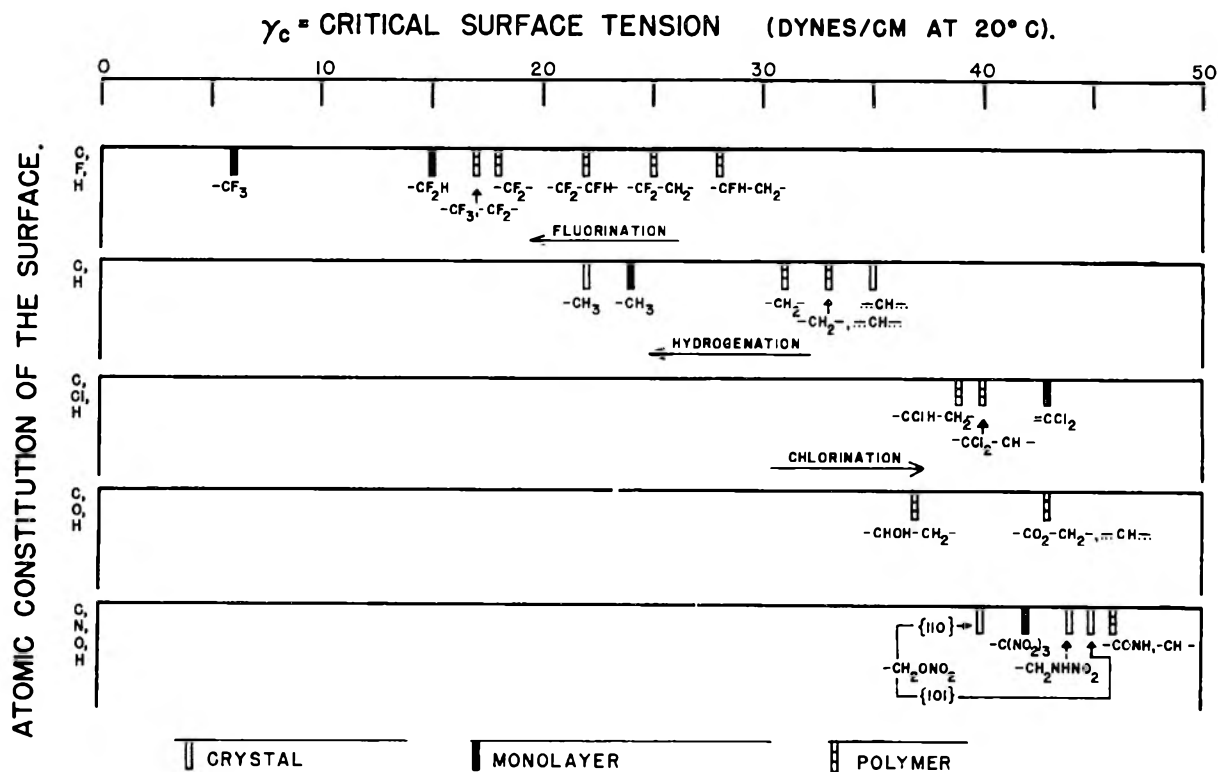 γc = CRITICAL SURFACE TENSION (DYNES/CM AT 20° C).
0 10 20 30 40 50
ATOMIC CONSTITUTION OF THE SURFACE.
C,
F,
H
-CF3
-CF2H
-CF2-
-CF2-CFH-
-CF2-CH2-
-CFH-CH2-
-CF3,-CF2-
FLUORINATION
C,
H
-CH3
-CH3
-CH2-
⩦CH⩦
-CH2-,⩦CH⩦
HYDROGENATION
C,
Cl,
H
-CClH-CH2-
=CCl2
-CCl2-CH-
CHLORINATION
C,
O,
H
-CHOH-CH2-
-CO2-CH2-,⩦CH⩦
C,
N,
O,
H
{110}
-C(NO2)3
-CONH,-CH-
-CH2ONO2
-CH2NHNO2
{101}
CRYSTAL
MONOLAYER
POLYMER